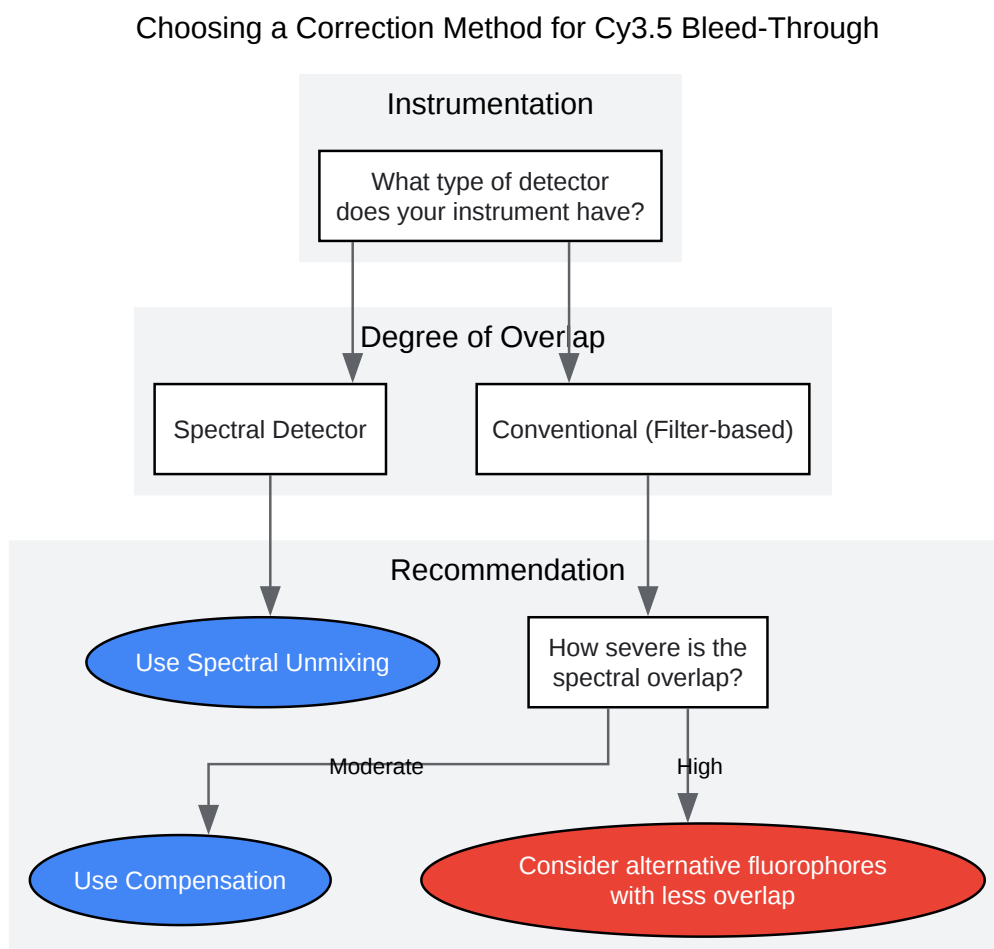 Choosing a Correction Method for Cy3.5 Bleed-Through
Instrumentation
What type of detector
does your instrument have?
Degree of Overlap
Spectral Detector
Conventional (Filter-based)
Recommendation
Use Spectral Unmixing
How severe is the
spectral overlap?
Moderate
High
Use Compensation
Consider alternative fluorophores
with less overlap